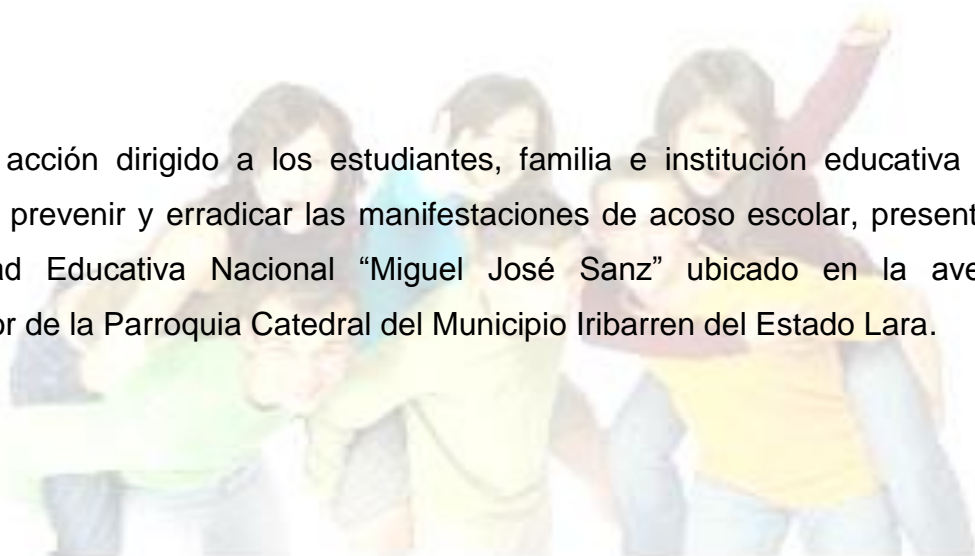 acción dirigido a los estudiantes, familia e institución educativa
prevenir y erradicar las manifestaciones de acoso escolar, present
ad Educativa Nacional “Miguel José Sanz” ubicado en la ave
or de la Parroquia Catedral del Municipio Iribarren del Estado Lara.